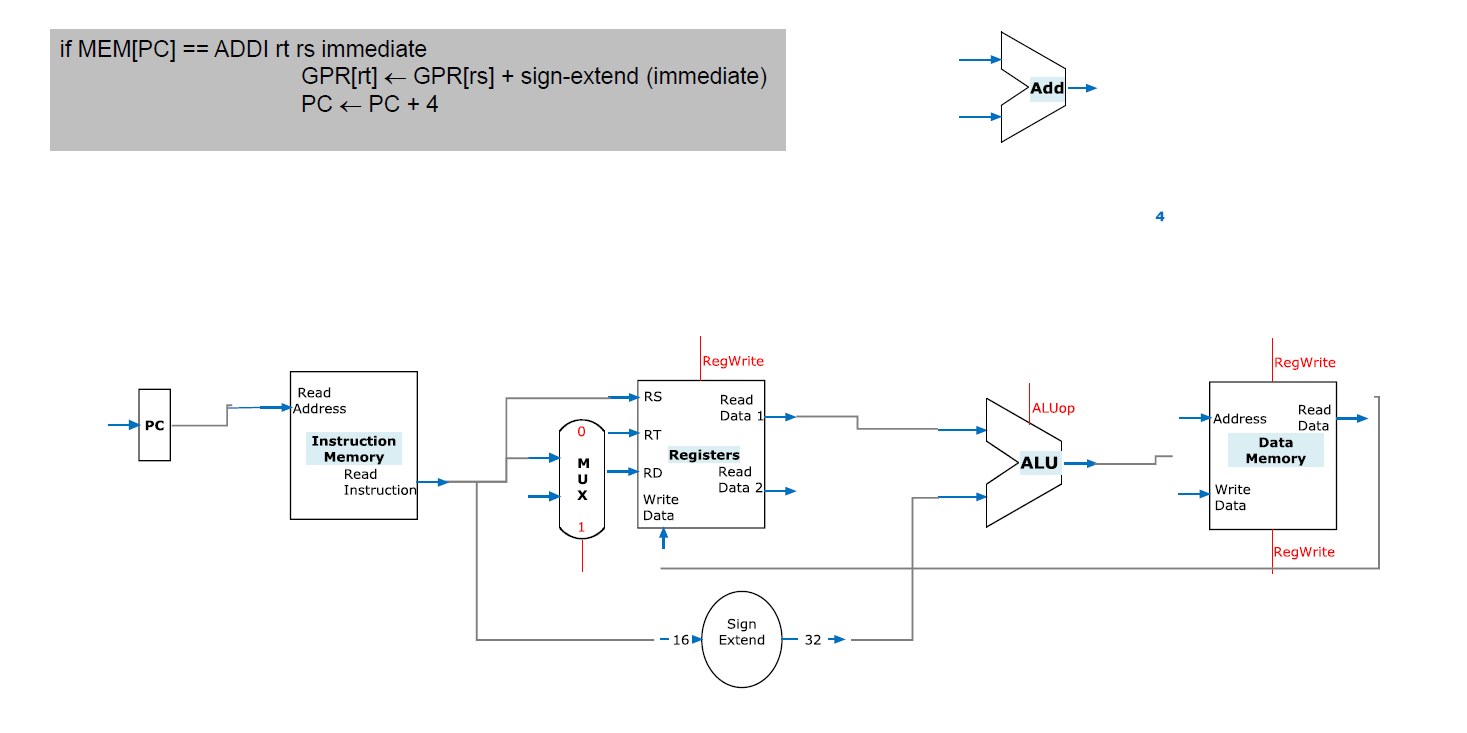 if MEM[PC] == ADDI rt rs immediate
GPR[rt] ← GPR[rs] + sign-extend (immediate)
PC ← PC + 4
Add
4
PC
Read
Address
Instruction
Memory
Read
Instruction
0
M
U
X
1
RegWrite
RS
RT
RD
Write
Data
Read
Data 1
Registers
Read
Data 2
ALUop
ALU
RegWrite
Address
Read
Data
Data
Memory
Write
Data
RegWrite
16
Sign
Extend
32